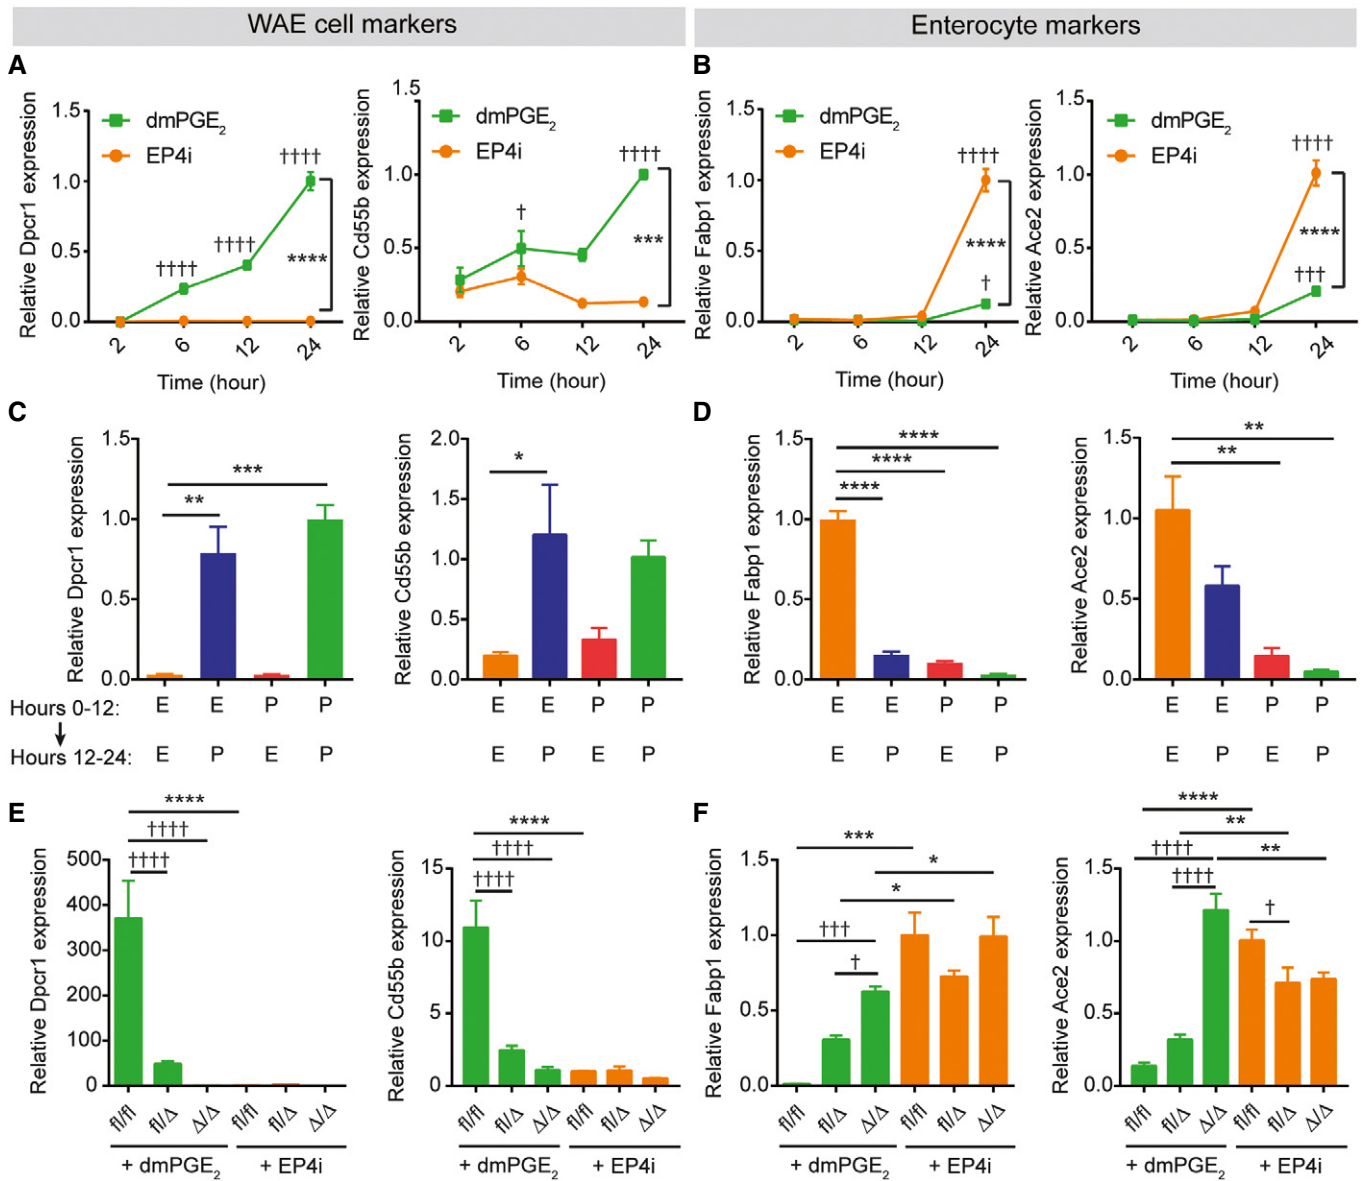 WAE cell markers
Enterocyte markers
A
Relative Dpcr1 expression
1.5
1.0
0.5
0.0
dmPGE2
EP4i
††††
††††
††††
****
2 6 12 24
Time (hour)
Relative Cd55b expression
1.5
1.0
0.5
0.0
dmPGE2
EP4i
†
††††
***
2 6 12 24
Time (hour)
B
Relative Fabp1 expression
1.5
1.0
0.5
0.0
dmPGE2
EP4i
††††
****
†
2 6 12 24
Time (hour)
Relative Ace2 expression
1.5
1.0
0.5
0.0
dmPGE2
EP4i
††††
****
†††
2 6 12 24
Time (hour)
C
Relative Dpcr1 expression
1.5
1.0
0.5
0.0
***
**
Relative Cd55b expression
2.0
1.5
1.0
0.5
0.0
*
D
Relative Fabp1 expression
1.5
1.0
0.5
0.0
****
****
****
Relative Ace2 expression
1.5
1.0
0.5
0.0
**
**
Hours 0-12: E E P P E E P P E E P P E E P P
Hours 12-24: E P E P E P E P E P E P E P E P
E
Relative Dpcr1 expression
500
400
300
200
100
0
****
††††
††††
fl/fl fl/Δ Δ/Δ fl/fl fl/Δ Δ/Δ
+ dmPGE2 + EP4i
Relative Cd55b expression
15
10
5
0
****
††††
††††
fl/fl fl/Δ Δ/Δ fl/fl fl/Δ Δ/Δ
+ dmPGE2 + EP4i
F
Relative Fabp1 expression
1.5
1.0
0.5
0.0
***
*
*
†††
†
fl/fl fl/Δ Δ/Δ fl/fl fl/Δ Δ/Δ
+ dmPGE2 + EP4i
Relative Ace2 expression
1.5
1.0
0.5
0.0
****
**
††††
**
††††
†
fl/fl fl/Δ Δ/Δ fl/fl fl/Δ Δ/Δ
+ dmPGE2 + EP4i